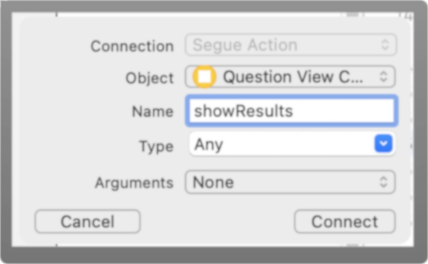 Connection Segue Action
Object Question View C...
Name showResults
Type Any
Arguments None
Cancel Connect